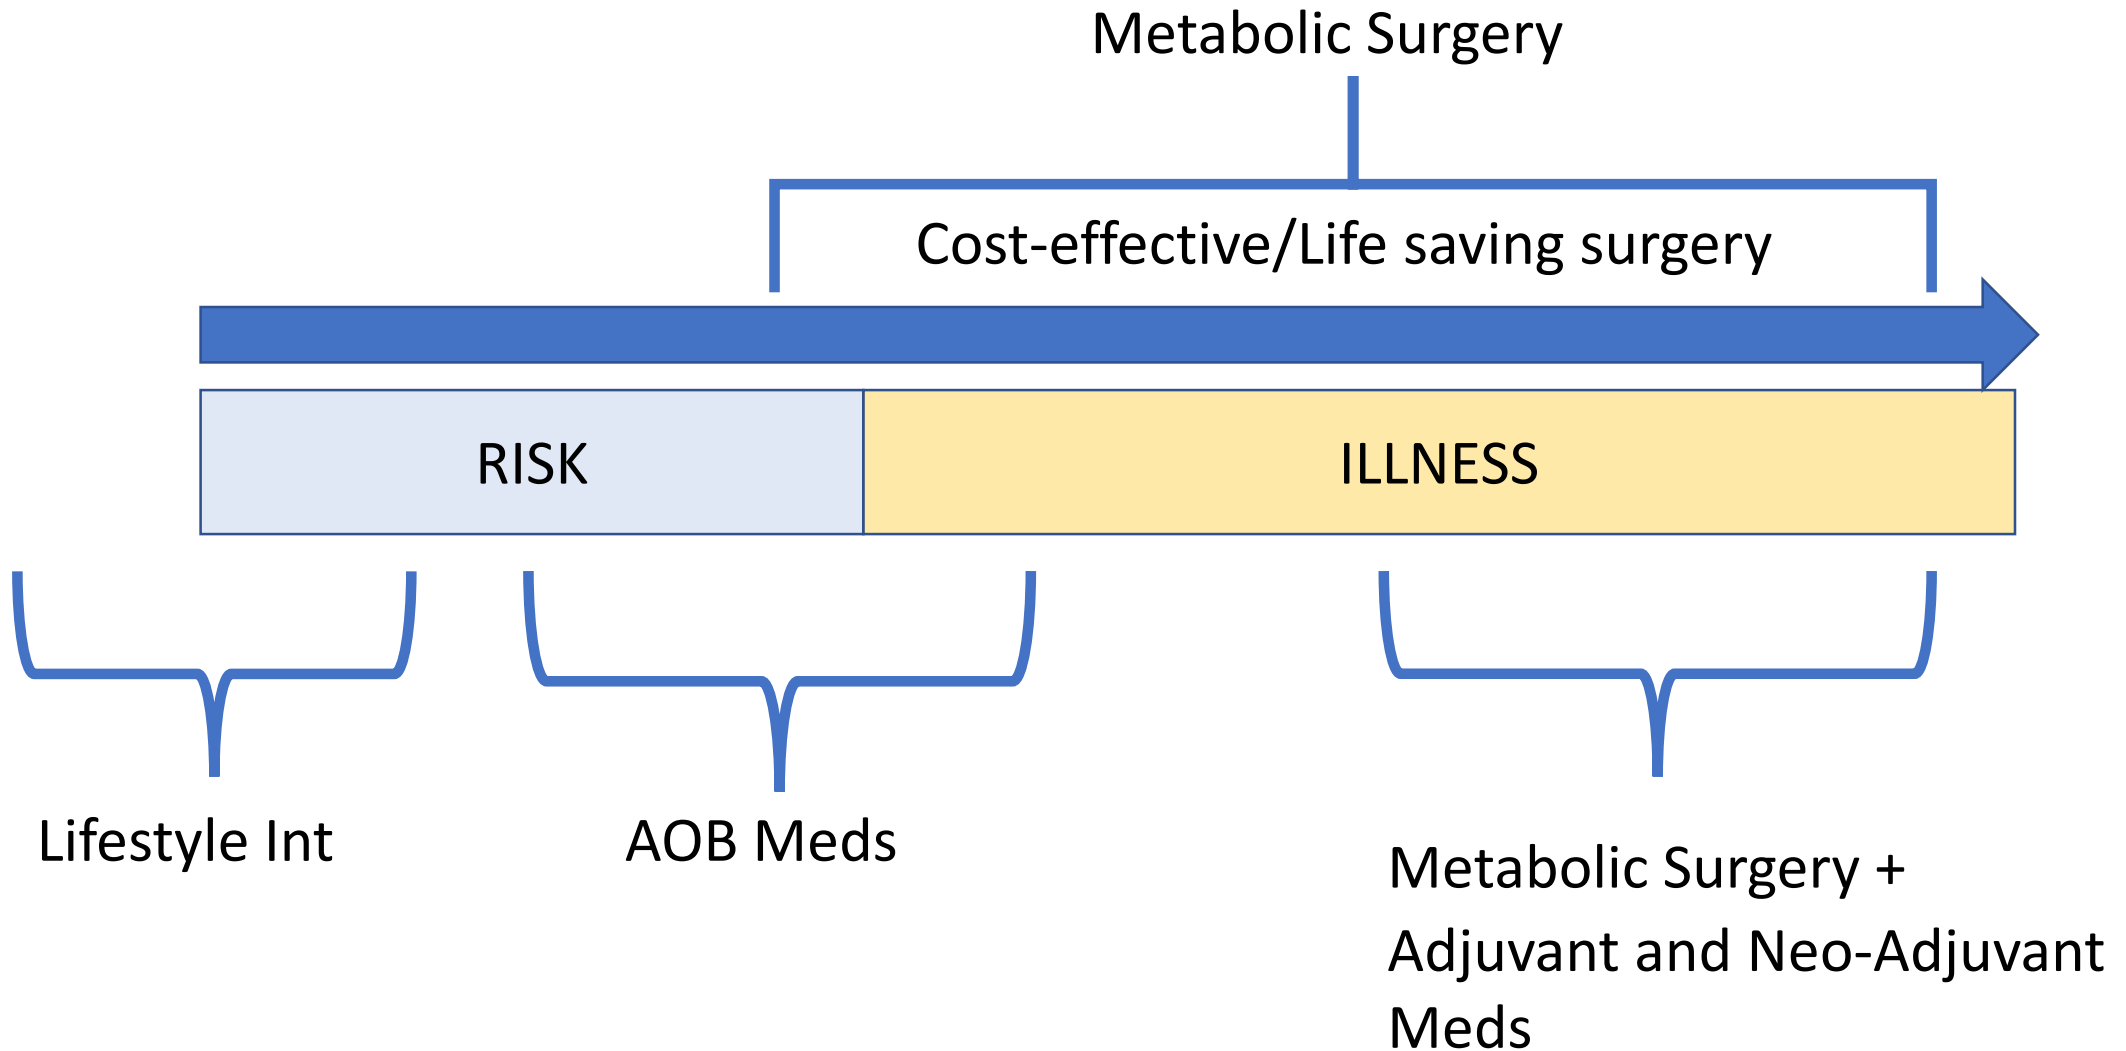 Metabolic Surgery
Cost-effective/Life saving surgery
RISK
ILLNESS
Lifestyle Int
AOB Meds
Metabolic Surgery +
Adjuvant and Neo-Adjuvant
Meds